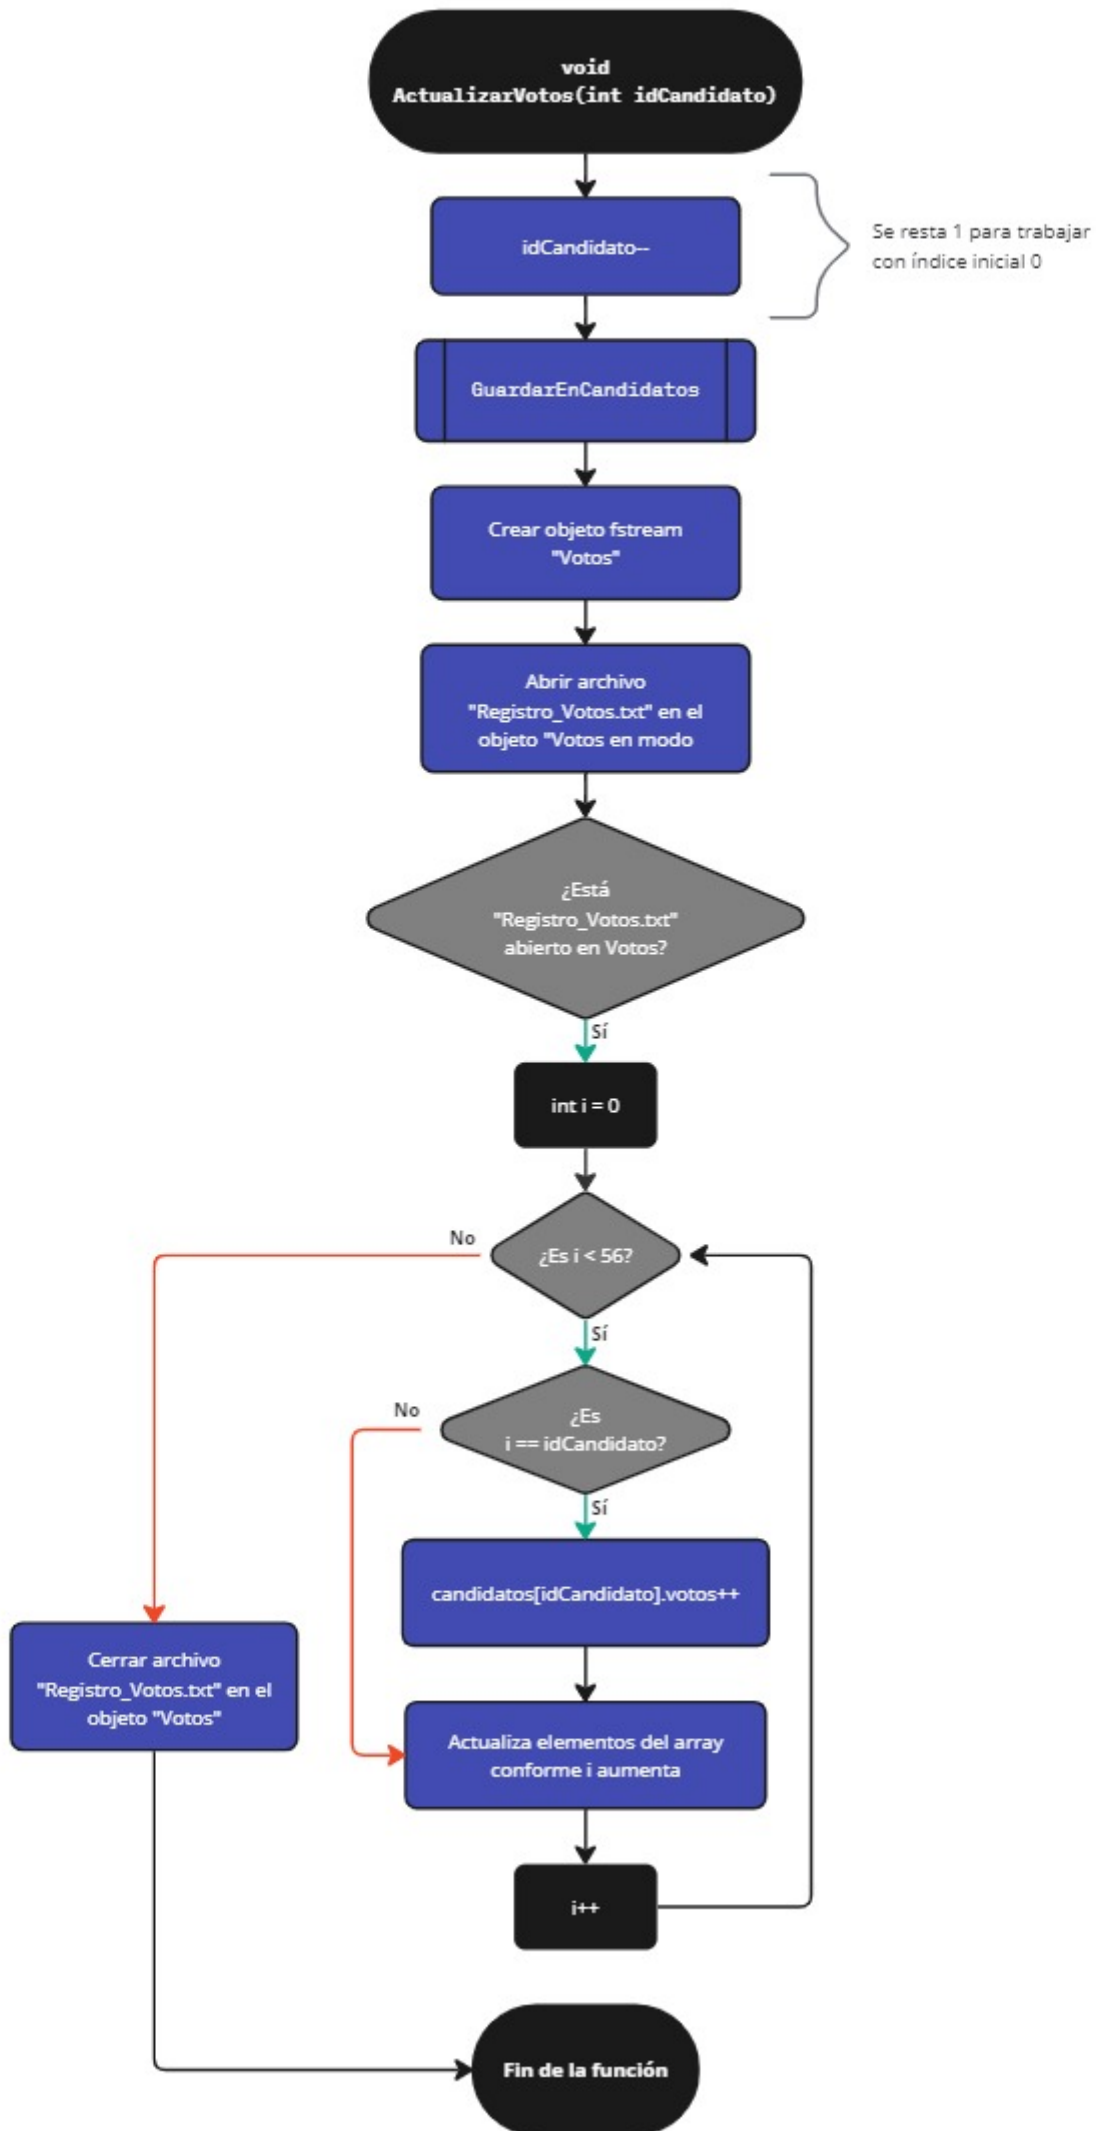 void
ActualizarVotos(int idCandidato)
idCandidato--
Se resta 1 para trabajar
con índice inicial 0
GuardarEnCandidatos
Crear objeto fstream
"Votos"
Abrir archivo
"Registro_Votos.txt" en el
objeto "Votos en modo
¿Está
"Registro_Votos.txt"
abierto en Votos?
Sí
int i = 0
No
¿Es i < 56?
Sí
No
¿Es
i == idCandidato?
Sí
candidatos[idCandidato].votos++
Cerrar archivo
"Registro_Votos.txt" en el
objeto "Votos"
Actualiza elementos del array
conforme i aumenta
i++
Fin de la función